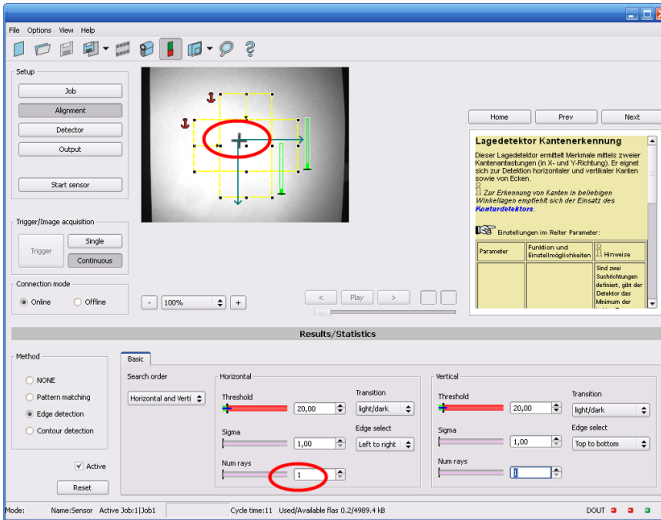 File Options View Help
Setup
Job
Alignment
Detector
Output
Start sensor
Trigger/Image acquisition
Trigger
Single
Continuous
Connection mode
Online Offline
- 100% +
< Play >
Home Prev Next
Lagedetektor Kantenerkennung
Dieser Lagedetektor ermittelt Merkmale mittels zweier
Kantenantastungen (in X- und Y-Richtung). Er eignet
sich zur Detektion horizontaler und vertikaler Kanten
sowie von Ecken.
Zur Erkennung von Kanten in beliebigen
Winkellagen empfiehlt sich der Einsatz des
Konturdetektors.
Einstellungen im Reiter Parameter:
Parameter
Funktion und
Einstellmöglichkeiten
Hinweise
Sind zwei
Suchrichtungen
definiert, gibt der
Detektor das
Minimum der
Results/Statistics
Method
NONE
Pattern matching
Edge detection
Contour detection
Active
Reset
Basic
Search order
Horizontal and Verti
Horizontal
Threshold
20,00
Transition
light/dark
Sigma
1,00
Edge select
Left to right
Num rays
1
Vertical
Threshold
20,00
Transition
light/dark
Sigma
1,00
Edge select
Top to bottom
Num rays
1
Mode: Name:Sensor Active Job:1|Job1 Cycle time:11 Used/Available flas 0.2/4989.4 kB DOUT